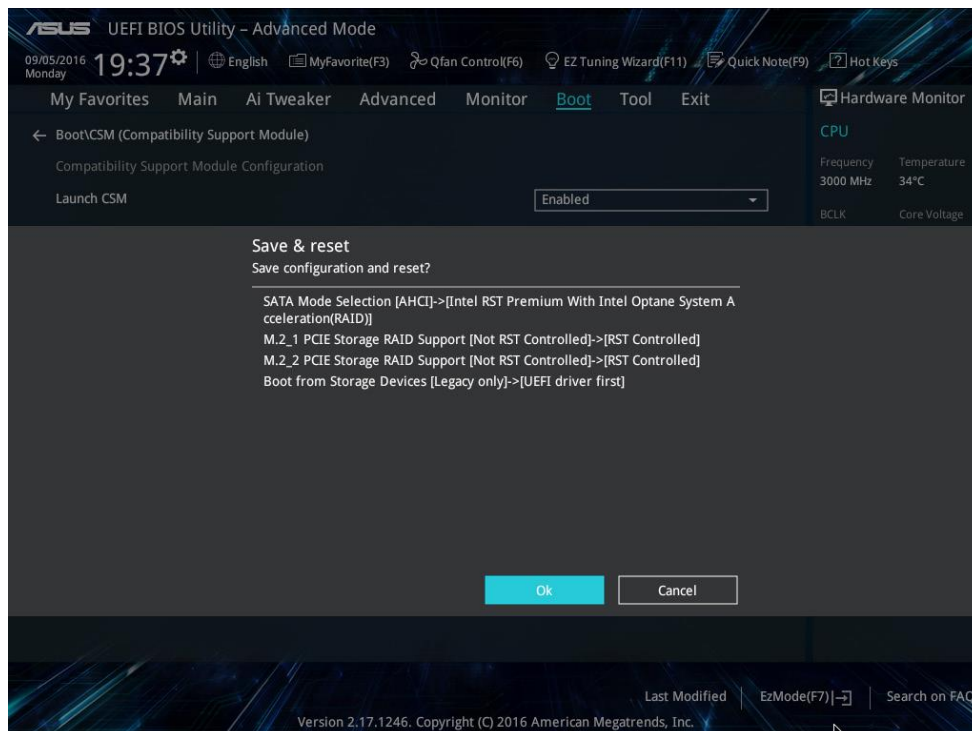 ASUS UEFI BIOS Utility – Advanced Mode
09/05/2016 Monday 19:37 English MyFavorite(F3) Qfan Control(F6) EZ Tuning Wizard(F11) Quick Note(F9) ? Hot Keys
My Favorites Main Ai Tweaker Advanced Monitor Boot Tool Exit Hardware Monitor
← Boot\CSM (Compatibility Support Module) CPU
Compatibility Support Module Configuration Frequency Temperature
Launch CSM Enabled 3000 MHz 34°C
BCLK Core Voltage
Save & reset
Save configuration and reset?
SATA Mode Selection [AHCI]->[Intel RST Premium With Intel Optane System A
cceleration(RAID)]
M.2_1 PCIE Storage RAID Support [Not RST Controlled]->[RST Controlled]
M.2_2 PCIE Storage RAID Support [Not RST Controlled]->[RST Controlled]
Boot from Storage Devices [Legacy only]->[UEFI driver first]
Ok Cancel
Last Modified EzMode(F7) Search on FAQ
Version 2.17.1246. Copyright (C) 2016 American Megatrends, Inc.